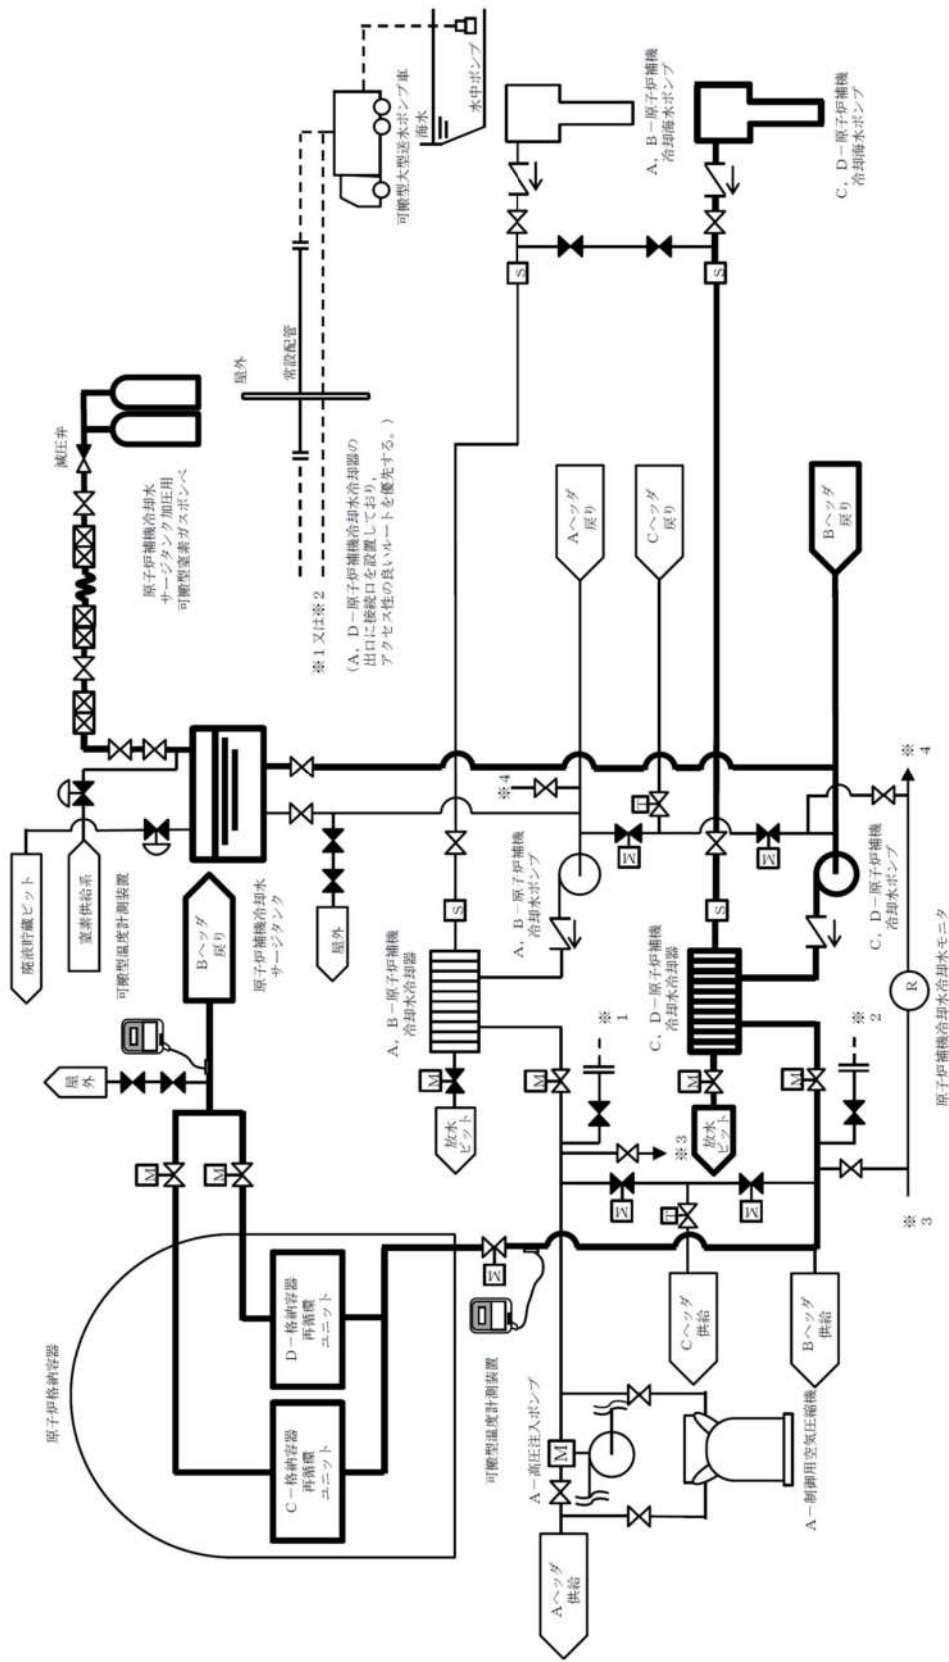 原子炉格納容器
C－格納容器
再循環
ユニット
D－格納容器
再循環
ユニット
M
M
屋外
Bヘッダ
戻り
可搬型温度計測装置
廃液貯蔵ピット
窒素供給系
原子炉補機冷却水
サージタンク
屋外
減圧弁
原子炉補機冷却水
サージタンク加圧用
可搬型窒素ガスボンベ
※１又は※２
（A，D－原子炉補機冷却水冷却器の
出口に接続口を設置しており，
アクセス性の良いルートを優先する。）
屋外
常設配管
可搬型大型送水ポンプ車
海水
水中ポンプ
M
可搬型温度計測装置
M
放水
ピット
A，B－原子炉補機
冷却水冷却器
S
※4
Aヘッダ
戻り
Cヘッダ
戻り
S
A，B－原子炉補機
冷却海水ポンプ
A－高圧注入ポンプ
M
Aヘッダ
供給
A－制御用空気圧縮機
M
※
1
※3
A，B－原子炉補機
冷却水ポンプ
M
T
M
M
T
M
Cヘッダ
供給
Bヘッダ
供給
M
放水
ピット
C，D－原子炉補機
冷却水冷却器
S
S
C，D－原子炉補機
冷却海水ポンプ
M
※
2
C，D－原子炉補機
冷却水ポンプ
Bヘッダ
戻り
※
3
R
原子炉補機冷却水冷却水モニタ
※
4